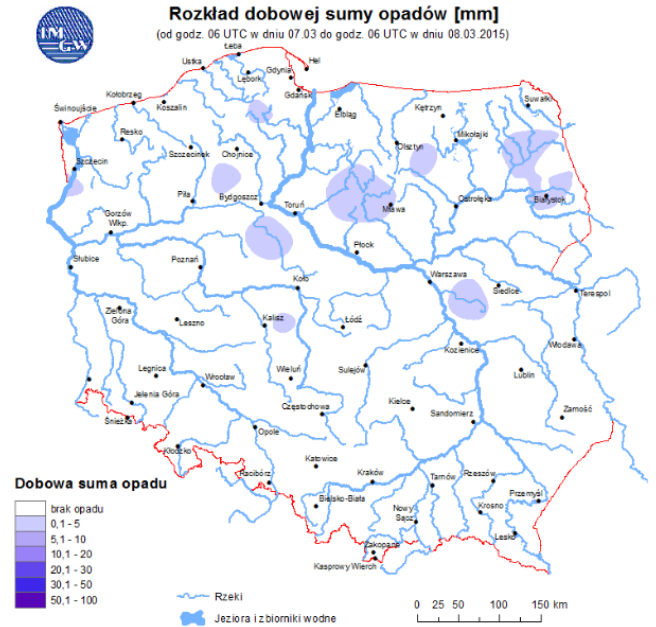 IM
G-W
Rozkład dobowej sumy opadów [mm]
(od godz. 06 UTC w dniu 07.03 do godz. 06 UTC w dniu 08.03.2015)
Łeba
Hel
Ustka
Gdynia
Lębork
Gdańsk
Kołobrzeg
Koszalin
Elbląg
Kętrzyn
Suwałki
Świnoujście
Resko
Mikołajki
Olsztyn
Szczecinek
Chojnice
Szczecin
Piła
Bydgoszcz
Toruń
Mława
Ostrołęka
Białystok
Gorzów
Wlkp.
Płock
Słubice
Poznań
Koło
Warszawa
Siedlce
Terespol
Zielona
Góra
Leszno
Kalisz
Łódź
Kozienice
Włodawa
Legnica
Wrocław
Wieluń
Sulejów
Lublin
Jelenia Góra
Śnieżka
Częstochowa
Kielce
Sandomierz
Zamość
Opole
Kłodzko
Katowice
Racibórz
Kraków
Tarnów
Rzeszów
Bielsko-Biała
Nowy
Sącz
Krosno
Przemyśl
Lesko
Zakopane
Kasprowy Wierch
Dobowa suma opadu
brak opadu
0,1 - 5
5,1 - 10
10,1 - 20
20,1 - 30
30,1 - 50
50,1 - 100
Rzeki
Jeziora i zbiorniki wodne
0 25 50 100 150 km